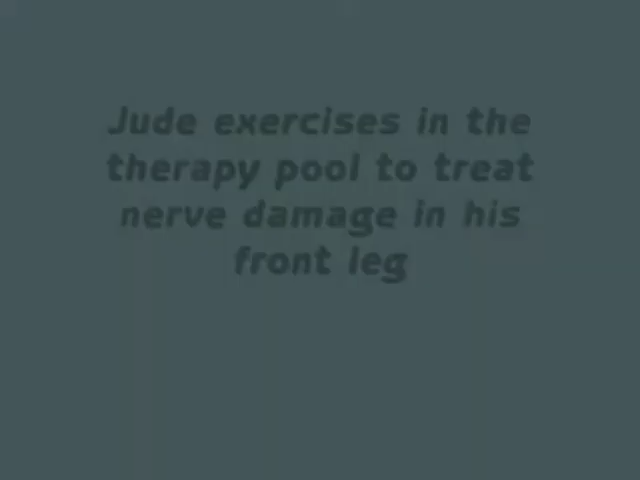 Jude exercises in the
therapy pool to treat
nerve damage in his
front leg